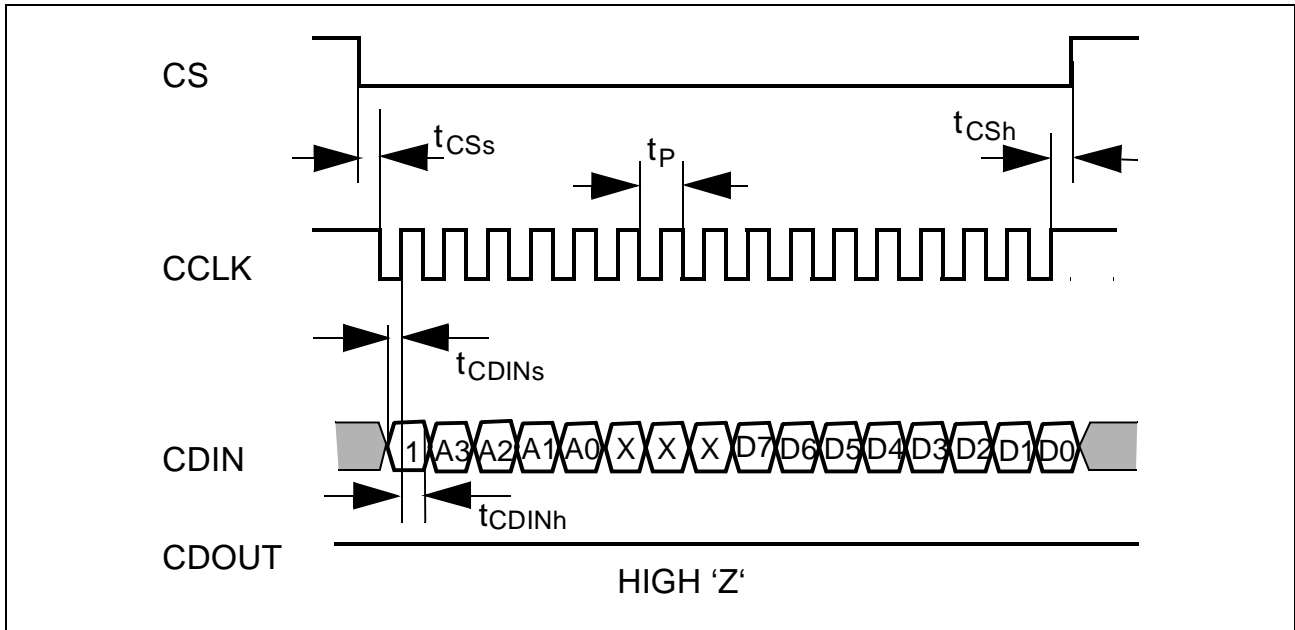 CS
tCSs
tP
tCSh
CCLK
tCDINs
CDIN
1 A3 A2 A1 A0 X X X D7 D6 D5 D4 D3 D2 D1 D0
tCDINh
CDOUT
HIGH ‘Z‘